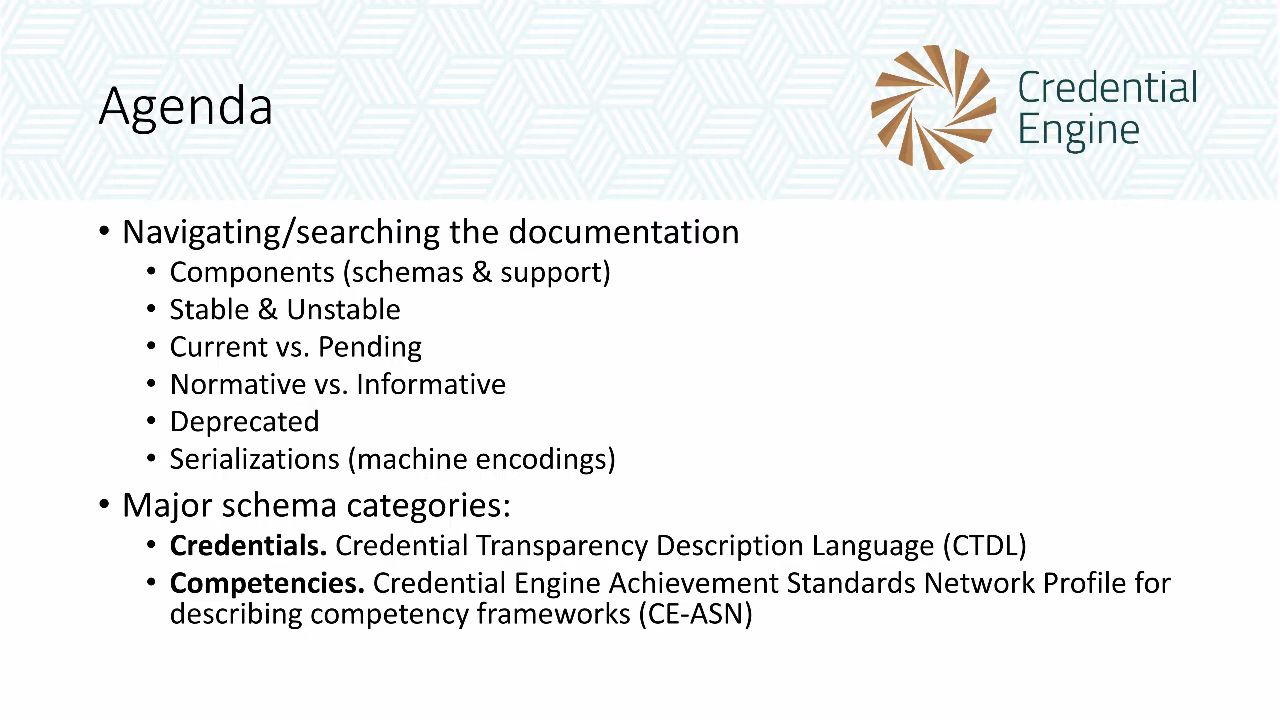 Agenda
Credential
Engine
• Navigating/searching the documentation
• Components (schemas & support)
• Stable & Unstable
• Current vs. Pending
• Normative vs. Informative
• Deprecated
• Serializations (machine encodings)
• Major schema categories:
• Credentials. Credential Transparency Description Language (CTDL)
• Competencies. Credential Engine Achievement Standards Network Profile for
describing competency frameworks (CE-ASN)